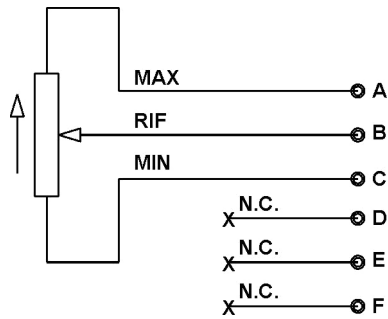 MAX A
RIF B
MIN C
X N.C. D
X N.C. E
X N.C. F